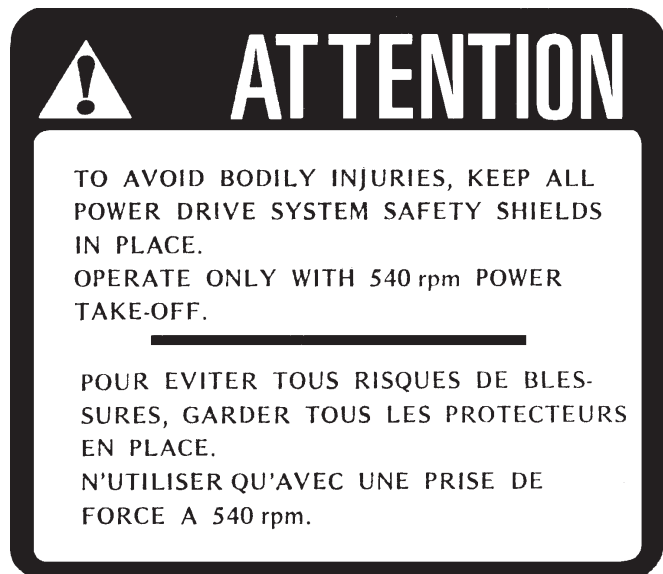 ATTENTION
TO AVOID BODILY INJURIES, KEEP ALL
POWER DRIVE SYSTEM SAFETY SHIELDS
IN PLACE.
OPERATE ONLY WITH 540 rpm POWER
TAKE-OFF.
POUR EVITER TOUS RISQUES DE BLES-
SURES, GARDER TOUS LES PROTECTEURS
EN PLACE.
N'UTILISER QU'AVEC UNE PRISE DE
FORCE A 540 rpm.